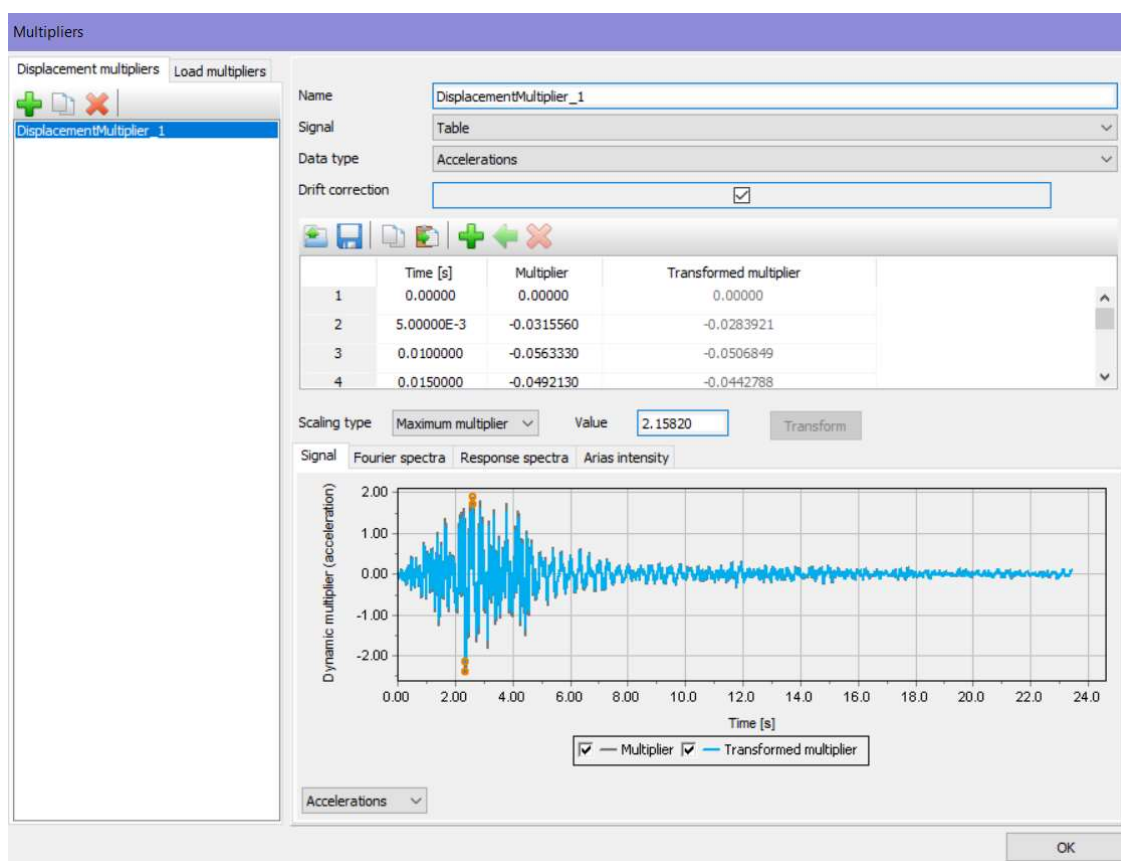 Multipliers
Displacement multipliers Load multipliers
DisplacementMultiplier_1
Name DisplacementMultiplier_1
Signal Table
Data type Accelerations
Drift correction
Time [s] Multiplier Transformed multiplier
1 0.00000 0.00000 0.00000
2 5.00000E-3 -0.0315560 -0.0283921
3 0.0100000 -0.0563330 -0.0506849
4 0.0150000 -0.0492130 -0.0442788
Scaling type Maximum multiplier Value 2.15820 Transform
Signal Fourier spectra Response spectra Arias intensity
Dynamic multiplier (acceleration)
2.00
1.00
0.00
-1.00
-2.00
0.00 2.00 4.00 6.00 8.00 10.0 12.0 14.0 16.0 18.0 20.0 22.0 24.0
Time [s]
Multiplier Transformed multiplier
Accelerations
OK